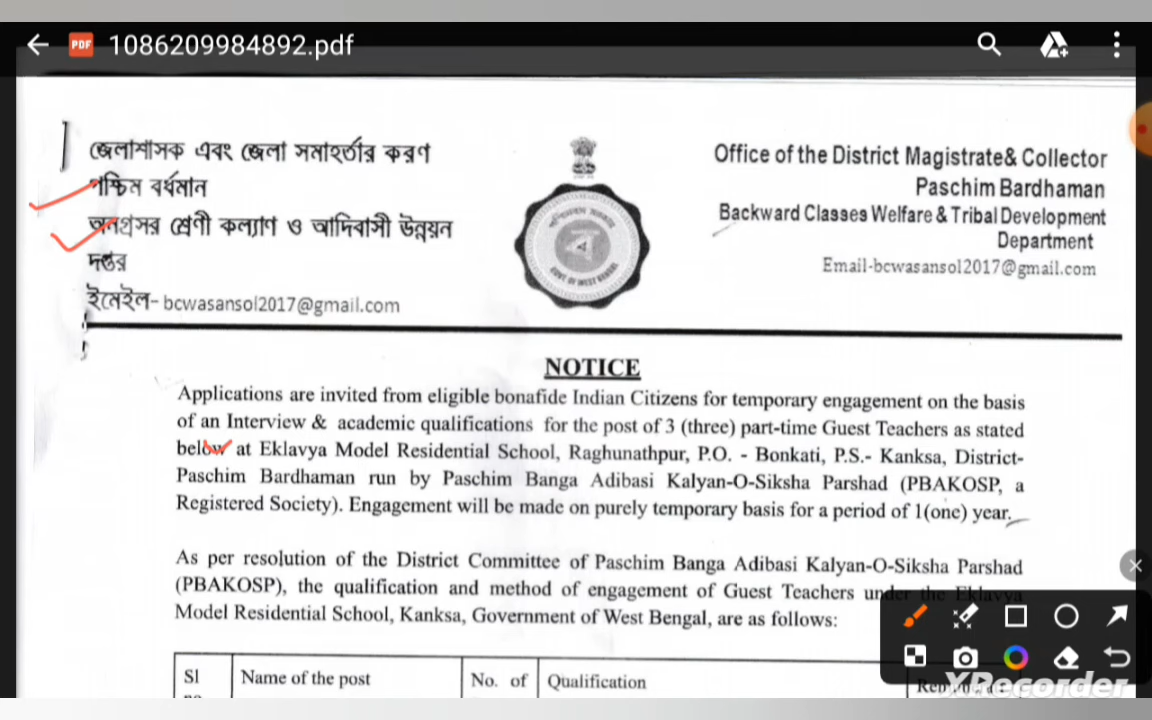 1086209984892.pdf
জেলাশাসক এবং জেলা সমাহর্তার করণ
পশ্চিম বর্ধমান
অনগ্রসর শ্রেণী কল্যাণ ও আদিবাসী উন্নয়ন
দপ্তর
ইমেইল- bcwasansol2017@gmail.com
Office of the District Magistrate& Collector
Paschim Bardhaman
Backward Classes Welfare & Tribal Development
Department
Email-bcwasansol2017@gmail.com
NOTICE
Applications are invited from eligible bonafide Indian Citizens for temporary engagement on the basis
of an Interview & academic qualifications for the post of 3 (three) part-time Guest Teachers as stated
below at Eklavya Model Residential School, Raghunathpur, P.O. - Bonkati, P.S.- Kanksa, District-
Paschim Bardhaman run by Paschim Banga Adibasi Kalyan-O-Siksha Parshad (PBAKOSP, a
Registered Society). Engagement will be made on purely temporary basis for a period of 1(one) year.
As per resolution of the District Committee of Paschim Banga Adibasi Kalyan-O-Siksha Parshad
(PBAKOSP), the qualification and method of engagement of Guest Teachers under the Eklavya
Model Residential School, Kanksa, Government of West Bengal, are as follows:
Sl Name of the post No. of Qualification
XRecorder